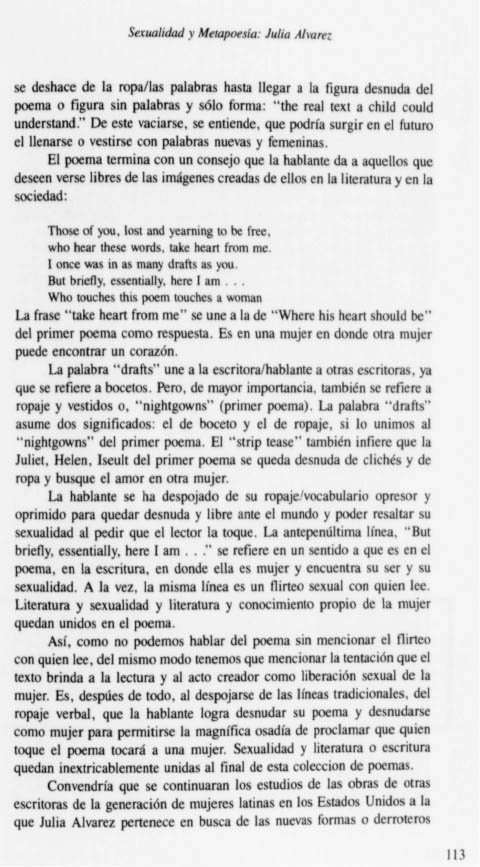 Sexualidad y Metapoesía: Julia Alvarez
se deshace de la ropa/las palabras hasta llegar a la figura desnuda del
poema o figura sin palabras y sólo forma: “the real text a child could
understand.” De este vaciarse, se entiende, que podría surgir en el futuro
el llenarse o vestirse con palabras nuevas y femeninas.
El poema termina con un consejo que la hablante da a aquellos que
deseen verse libres de las imágenes creadas de ellos en la literatura y en la
sociedad:
Those of you, lost and yearning to be free,
who hear these words, take heart from me.
I once was in as many drafts as you.
But briefly, essentially, here I am . . .
Who touches this poem touches a woman
La frase “take heart from me” se une a la de “Where his heart should be”
del primer poema como respuesta. Es en una mujer en donde otra mujer
puede encontrar un corazón.
La palabra “drafts” une a la escritora/hablante a otras escritoras, ya
que se refiere a bocetos. Pero, de mayor importancia, también se refiere a
ropaje y vestidos o, “nightgowns” (primer poema). La palabra “drafts”
asume dos significados: el de boceto y el de ropaje, si lo unimos al
“nightgowns” del primer poema. El “strip tease” también infiere que la
Juliet, Helen, Iseult del primer poema se queda desnuda de clichés y de
ropa y busque el amor en otra mujer.
La hablante se ha despojado de su ropaje/vocabulario opresor y
oprimido para quedar desnuda y libre ante el mundo y poder resaltar su
sexualidad al pedir que el lector la toque. La antepenúltima línea, “But
briefly, essentially, here I am . . .” se refiere en un sentido a que es en el
poema, en la escritura, en donde ella es mujer y encuentra su ser y su
sexualidad. A la vez, la misma línea es un flirteo sexual con quien lee.
Literatura y sexualidad y literatura y conocimiento propio de la mujer
quedan unidos en el poema.
Así, como no podemos hablar del poema sin mencionar el flirteo
con quien lee, del mismo modo tenemos que mencionar la tentación que el
texto brinda a la lectura y al acto creador como liberación sexual de la
mujer. Es, despúes de todo, al despojarse de las líneas tradicionales, del
ropaje verbal, que la hablante logra desnudar su poema y desnudarse
como mujer para permitirse la magnífica osadía de proclamar que quien
toque el poema tocará a una mujer. Sexualidad y literatura o escritura
quedan inextricablemente unidas al final de esta coleccion de poemas.
Convendría que se continuaran los estudios de las obras de otras
escritoras de la generación de mujeres latinas en los Estados Unidos a la
que Julia Alvarez pertenece en busca de las nuevas formas o derroteros
113